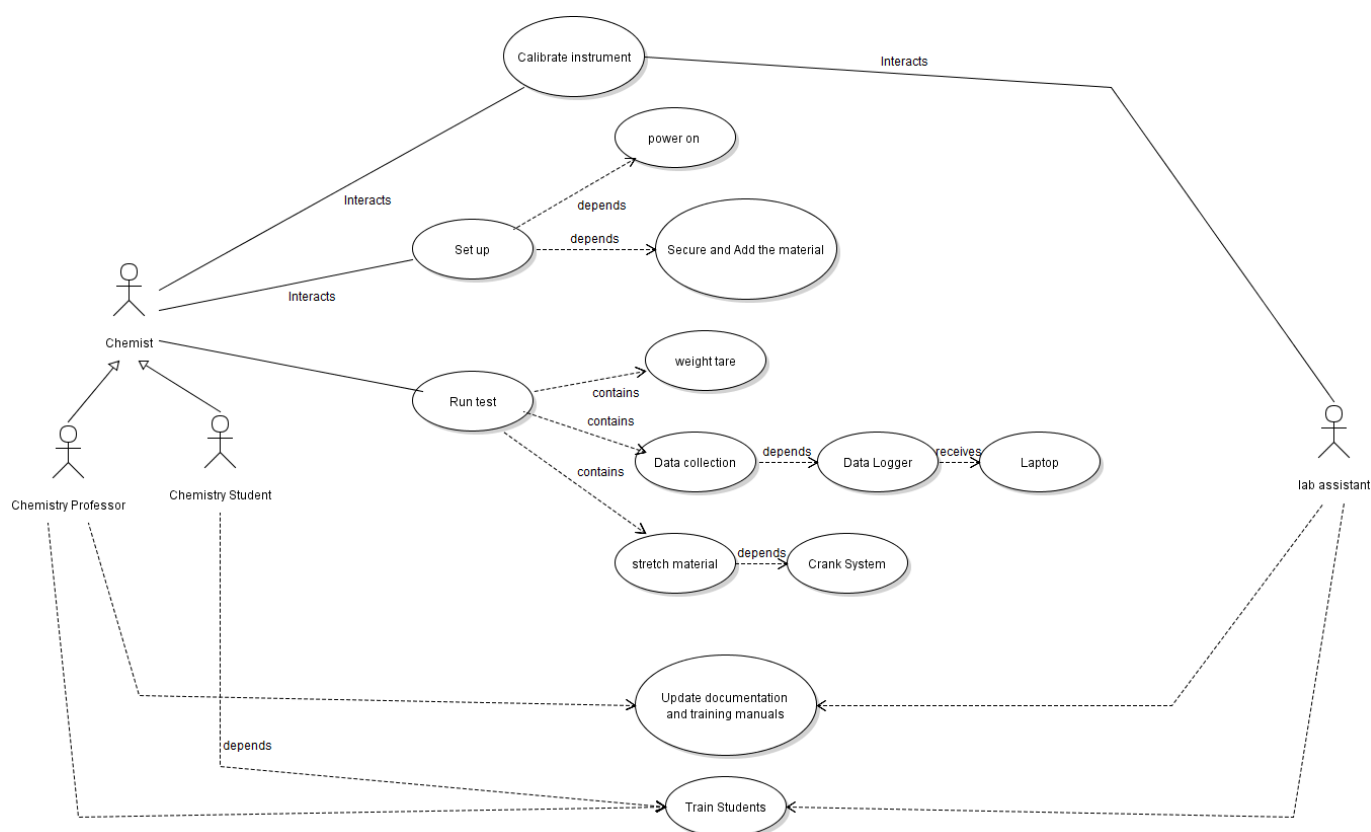 Calibrate instrument
Interacts
power on
Interacts
depends
depends
Set up
Secure and Add the material
Interacts
Chemist
weight tare
contains
Run test
contains
Data collection
depends
Data Logger
receives
Laptop
contains
Chemistry Student
Chemistry Professor
lab assistant
stretch material
depends
Crank System
Update documentation
and training manuals
depends
Train Students